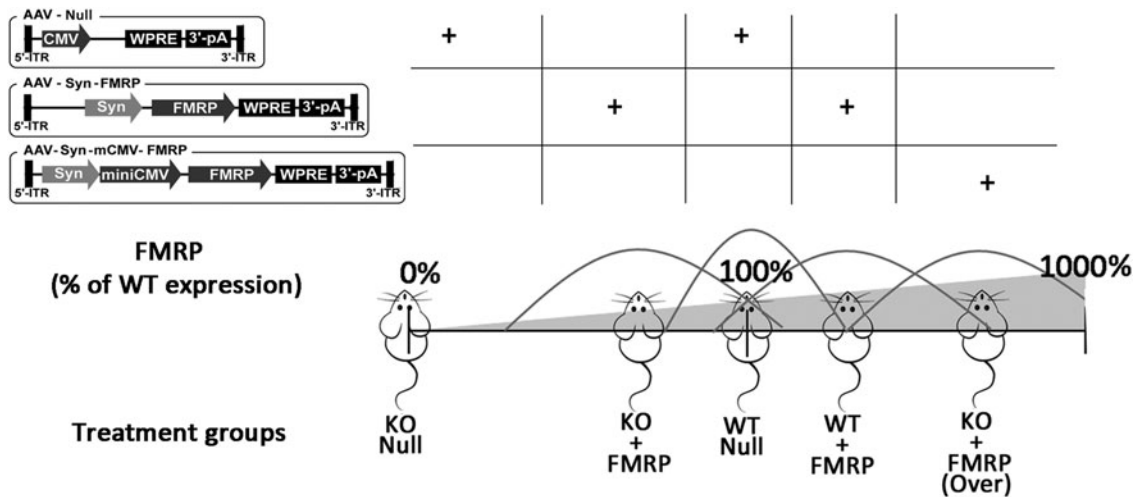 AAV - Null
CMV WPRE 3'-pA
5'-ITR 3'-ITR
+ +
AAV - Syn-FMRP
Syn FMRP WPRE 3'-pA
5'-ITR 3'-ITR
+ +
AAV-Syn-mCMV-FMRP
Syn miniCMV FMRP WPRE 3'-pA
5'-ITR 3'-ITR
+
FMRP
(% of WT expression)
0% 100% 1000%
Treatment groups
KO
Null
KO
+
FMRP
WT
Null
WT
+
FMRP
KO
+
FMRP
(Over)